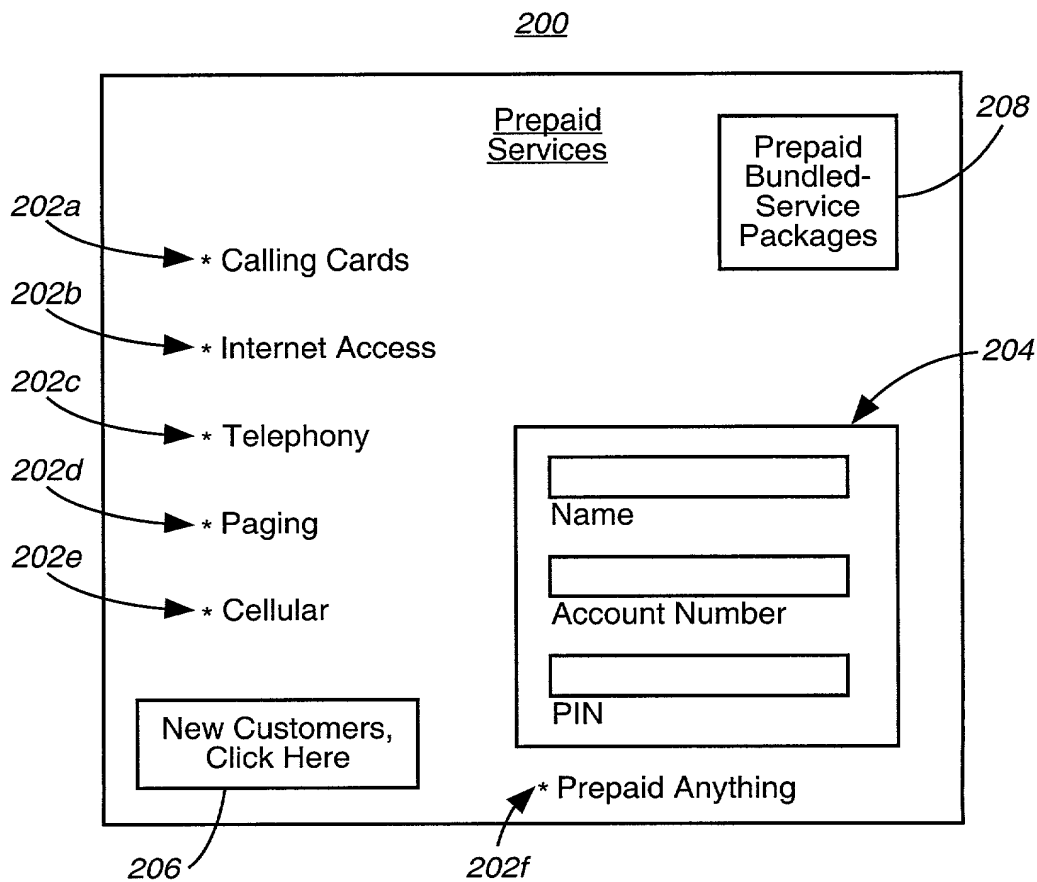 200
Prepaid
Services
208
Prepaid
Bundled-
Service
Packages
202a
* Calling Cards
202b
* Internet Access
204
202c
* Telephony
202d
* Paging
202e
* Cellular
Name
Account Number
PIN
New Customers,
Click Here
* Prepaid Anything
206
202f